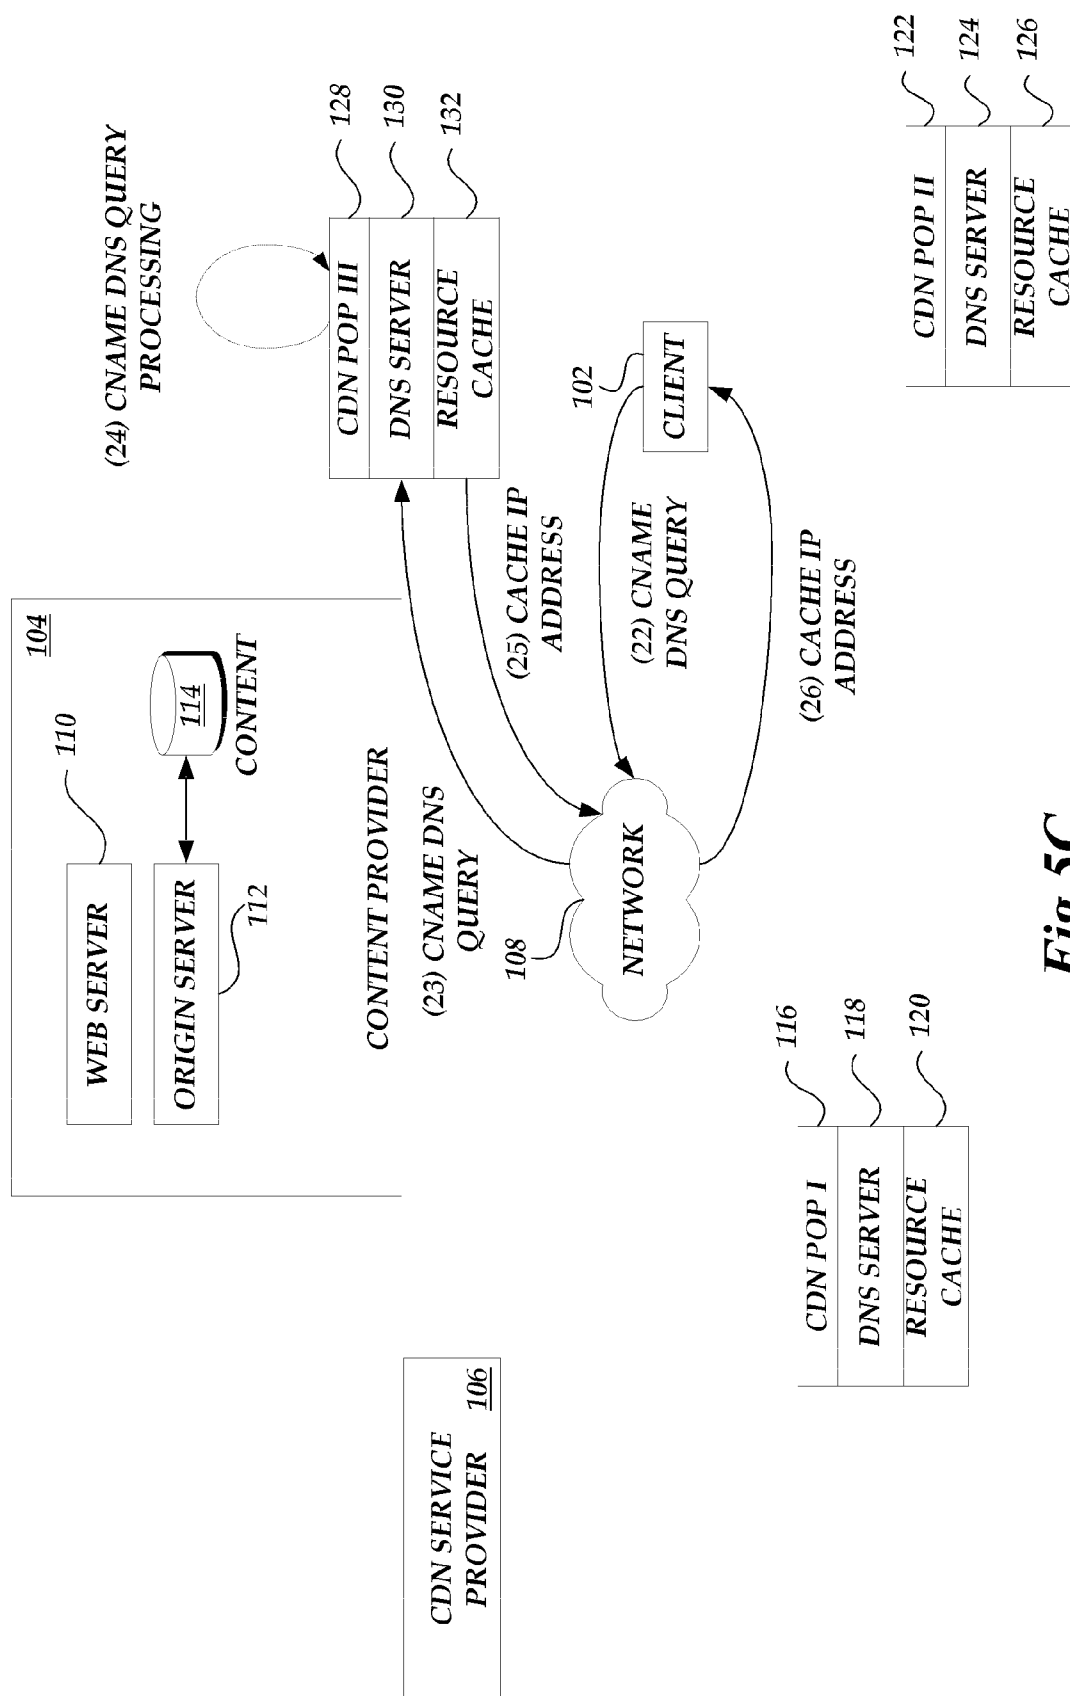 104
110
WEB SERVER
ORIGIN SERVER
112
114
CONTENT
CONTENT PROVIDER
(24) CNAME DNS QUERY
PROCESSING
CDN POP III
DNS SERVER
RESOURCE
CACHE
128
130
132
CDN SERVICE
PROVIDER
106
(23) CNAME DNS
QUERY
(25) CACHE IP
ADDRESS
108
NETWORK
(22) CNAME
DNS QUERY
102
CLIENT
(26) CACHE IP
ADDRESS
CDN POP I
DNS SERVER
RESOURCE
CACHE
116
118
120
CDN POP II
DNS SERVER
RESOURCE
CACHE
122
124
126
Fig. 5C